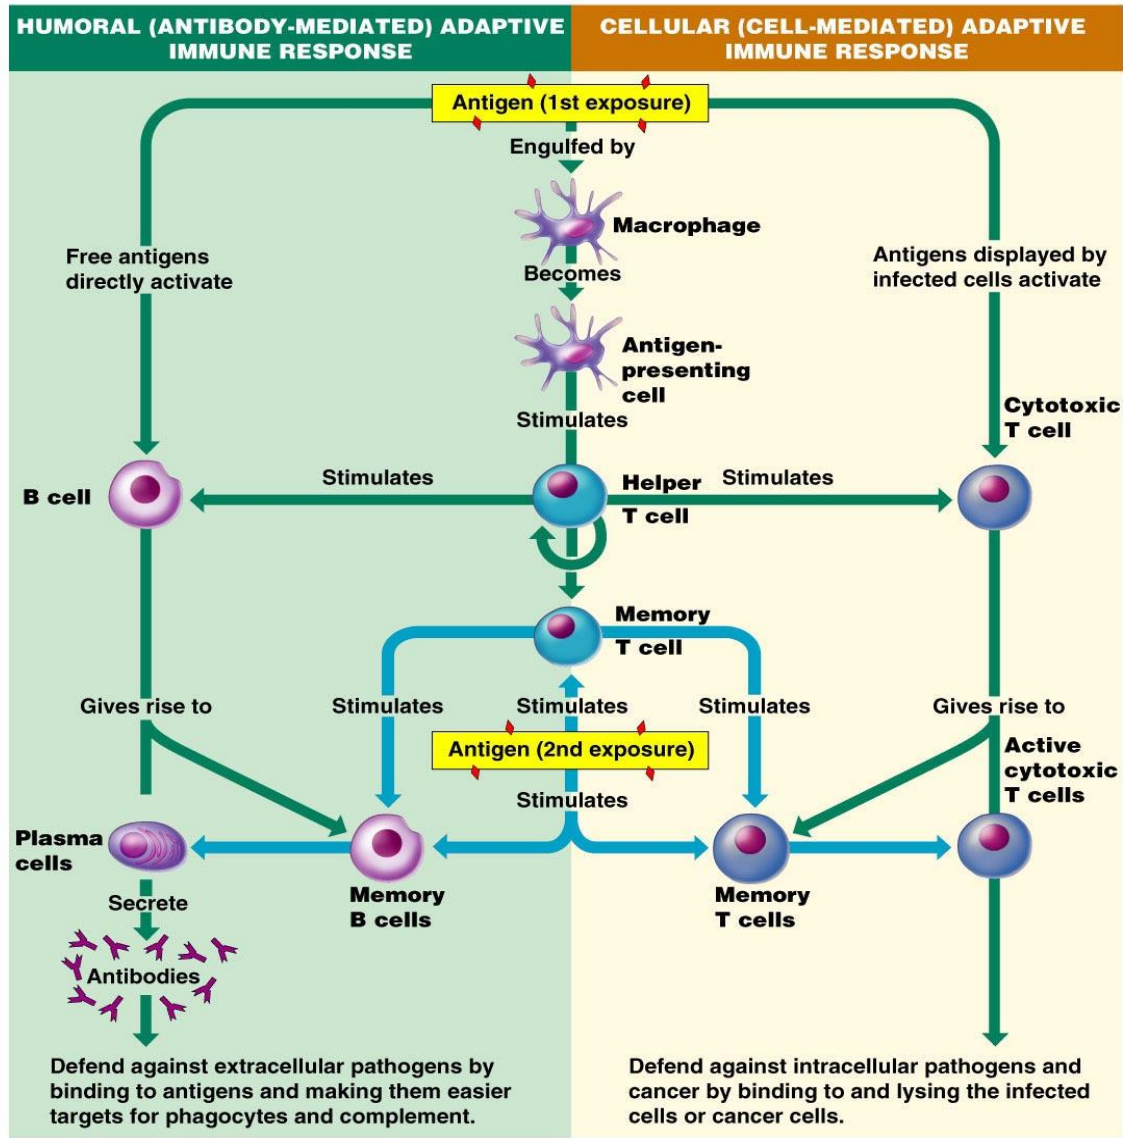 HUMORAL (ANTIBODY-MEDIATED) ADAPTIVE
IMMUNE RESPONSE
CELLULAR (CELL-MEDIATED) ADAPTIVE
IMMUNE RESPONSE
Antigen (1st exposure)
Engulfed by
Macrophage
Free antigens
directly activate
Antigens displayed by
infected cells activate
Becomes
Antigen-
presenting
cell
Stimulates
Cytotoxic
T cell
B cell
Stimulates
Helper
T cell
Stimulates
Memory
T cell
Gives rise to
Stimulates
Stimulates
Stimulates
Gives rise to
Antigen (2nd exposure)
Active
cytotoxic
T cells
Stimulates
Plasma
cells
Memory
B cells
Memory
T cells
Secrete
Antibodies
Defend against extracellular pathogens by
binding to antigens and making them easier
targets for phagocytes and complement.
Defend against intracellular pathogens and
cancer by binding to and lysing the infected
cells or cancer cells.